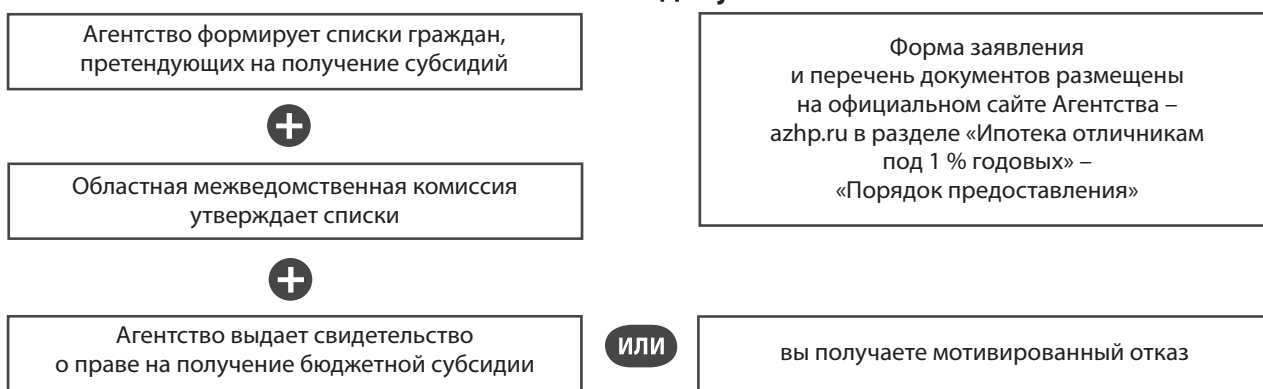 Агентство формирует списки граждан,
претендующих на получение субсидий
Форма заявления
и перечень документов размещены
на официальном сайте Агентства –
azhp.ru в разделе «Ипотека отличникам
под 1 % годовых» –
«Порядок предоставления»
+
Областная межведомственная комиссия
утверждает списки
+
Агентство выдает свидетельство
о праве на получение бюджетной субсидии
ИЛИ
вы получаете мотивированный отказ